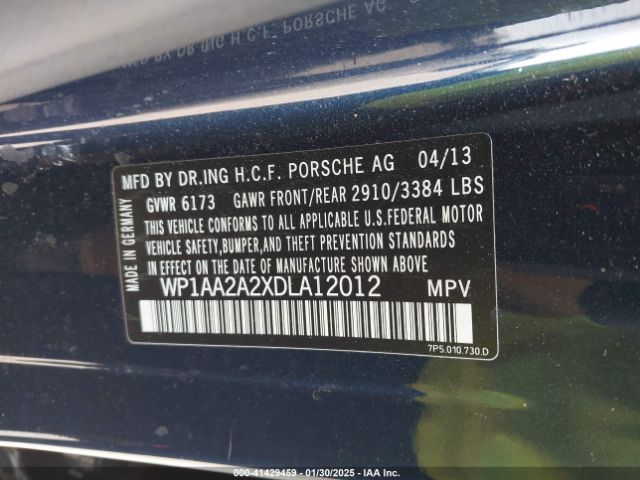 MFD BY DR.ING H.C.F. PORSCHE AG 04/13
GVWR 6173 GAWR FRONT/REAR 2910/3384 LBS
THIS VEHICLE CONFORMS TO ALL APPLICABLE U.S.FEDERAL MOTOR
VEHICLE SAFETY,BUMPER,AND THEFT PREVENTION STANDARDS
IN EFFECT ON THE DATE OF MANUFACTURE SHOWN ABOVE
MADE IN GERMANY
WP1AA2A2XDLA12012 MPV
7P5.010.730.D
000-41429459 - 01/30/2025 - IAA Inc.